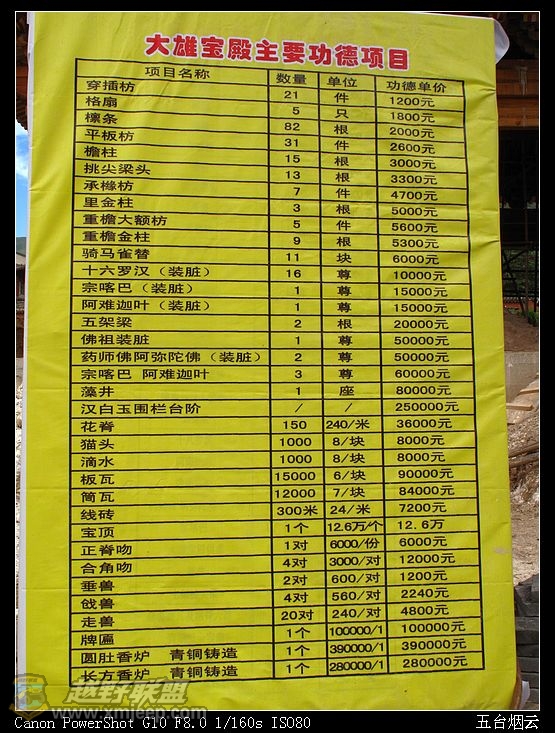 大雄宝殿主要功德项目
项目名称 数量 单位 功德单价
穿插枋 21 件 1200元
格扇 5 只 1800元
檩条 82 根 2000元
平板枋 31 件 2600元
檐柱 15 根 3000元
挑尖梁头 13 根 3300元
承椽枋 7 件 4700元
里金柱 3 根 5000元
重檐大额枋 5 件 5600元
重檐金柱 9 根 5300元
骑马雀替 11 块 6000元
十六罗汉（装脏） 16 尊 10000元
宗喀巴（装脏） 1 尊 15000元
阿难迦叶（装脏） 1 尊 15000元
五架梁 2 根 20000元
佛祖装脏 1 尊 50000元
药师佛阿弥陀佛（装脏） 2 尊 50000元
宗喀巴 阿难迦叶 3 尊 60000元
藻井 1 座 80000元
汉白玉围栏台阶 / / 250000元
花脊 150 240/米 36000元
猫头 1000 8/块 8000元
滴水 1000 8/块 8000元
板瓦 15000 6/块 90000元
筒瓦 12000 7/块 84000元
线砖 300米 24/米 7200元
宝顶 1个 12.6万/个 12.6万
正脊吻 1对 6000/份 6000元
合角吻 4对 3000/对 12000元
垂兽 2对 600/对 1200元
戗兽 4对 560/对 2240元
走兽 20对 240/对 4800元
牌匾 1个 100000/1 100000元
圆肚香炉 青铜铸造 1个 390000/1 390000元
长方香炉 青铜铸造 1个 280000/1 280000元
越野联盟
www.xmjeep.com
Canon PowerShot G10 F8.0 1/160s ISO80 五台烟云